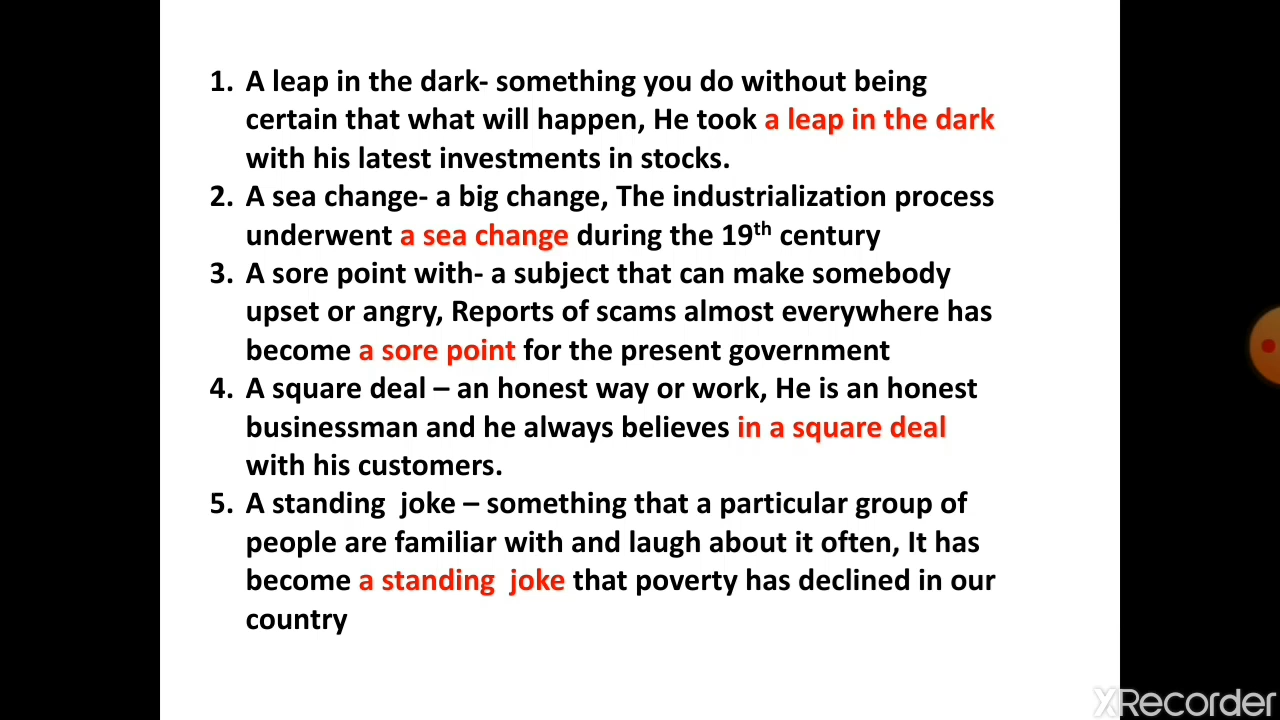 1. A leap in the dark- something you do without being
certain that what will happen, He took a leap in the dark
with his latest investments in stocks.
2. A sea change- a big change, The industrialization process
underwent a sea change during the 19th century
3. A sore point with- a subject that can make somebody
upset or angry, Reports of scams almost everywhere has
become a sore point for the present government
4. A square deal – an honest way or work, He is an honest
businessman and he always believes in a square deal
with his customers.
5. A standing  joke – something that a particular group of
people are familiar with and laugh about it often, It has
become a standing  joke that poverty has declined in our
country
XRecorder